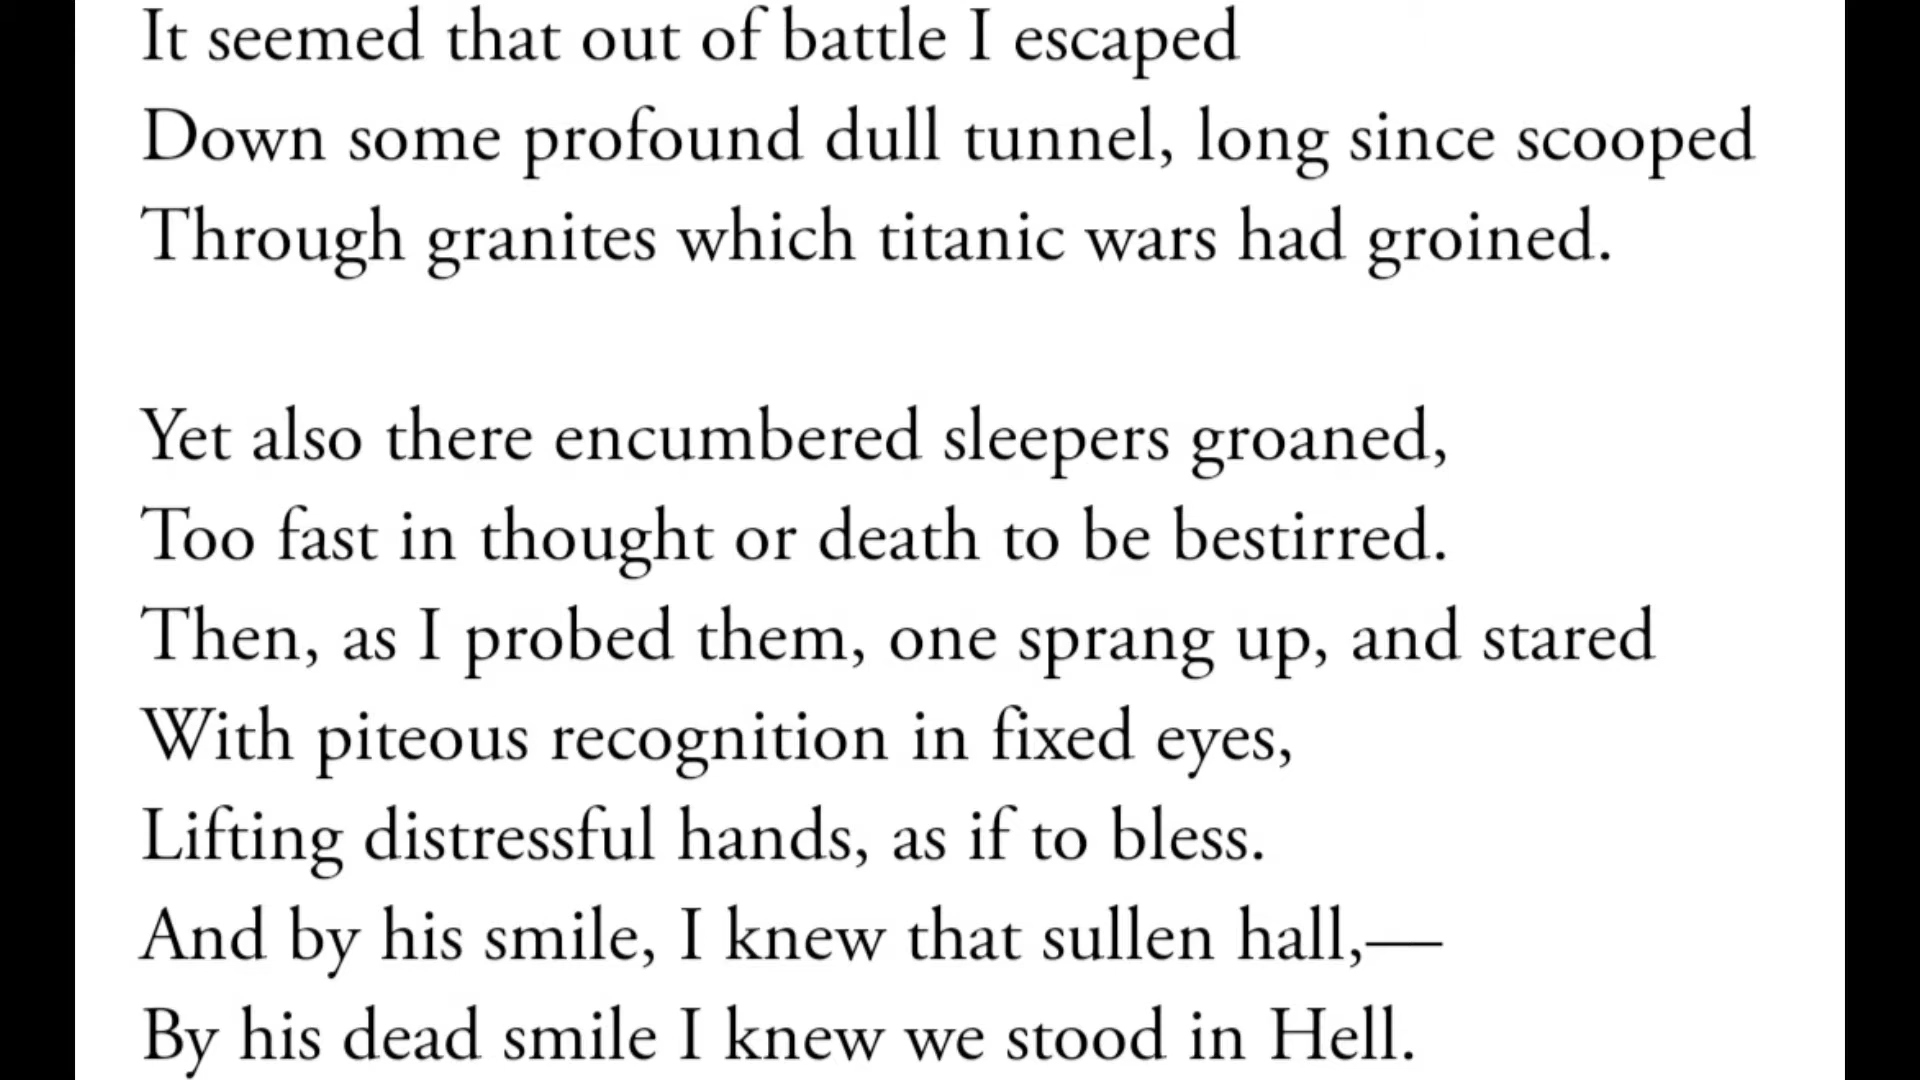 It seemed that out of battle I escaped
Down some profound dull tunnel, long since scooped
Through granites which titanic wars had groined.
Yet also there encumbered sleepers groaned,
Too fast in thought or death to be bestirred.
Then, as I probed them, one sprang up, and stared
With piteous recognition in fixed eyes,
Lifting distressful hands, as if to bless.
And by his smile, I knew that sullen hall,—
By his dead smile I knew we stood in Hell.